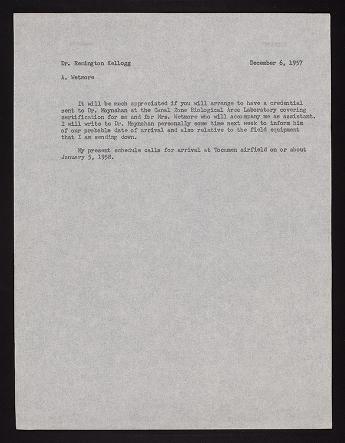 Dr. Remington Kellogg December 6, 1957
A. Wetmore
It will be much appreciated if you will arrange to have a credential
sent to Dr. Moynahan at the Canal Zone Biological Area Laboratory covering
certification for me and for Mrs. Wetmore who will accompany me as assistant.
I will write to Dr. Moynahan personally some time next week to inform him
of our probable date of arrival and also relative to the field equipment
that I am sending down.
My present schedule calls for arrival at Tocumen airfield on or about
January 5, 1958.